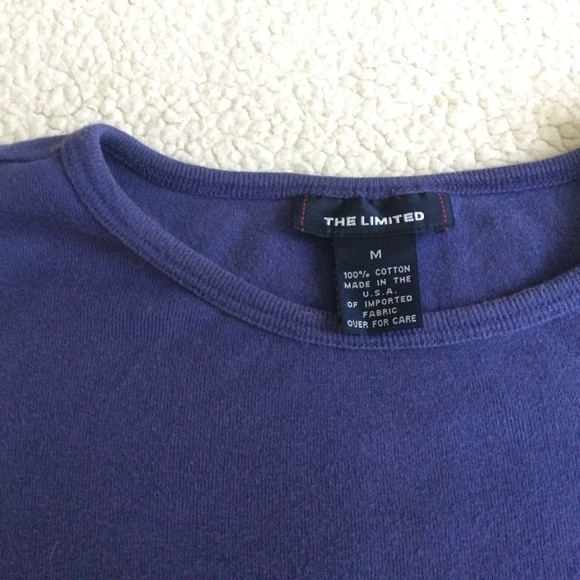 THE LIMITED
M
100% COTTON
MADE IN THE
U.S.A.
OF IMPORTED
FABRIC
OVER FOR CARE